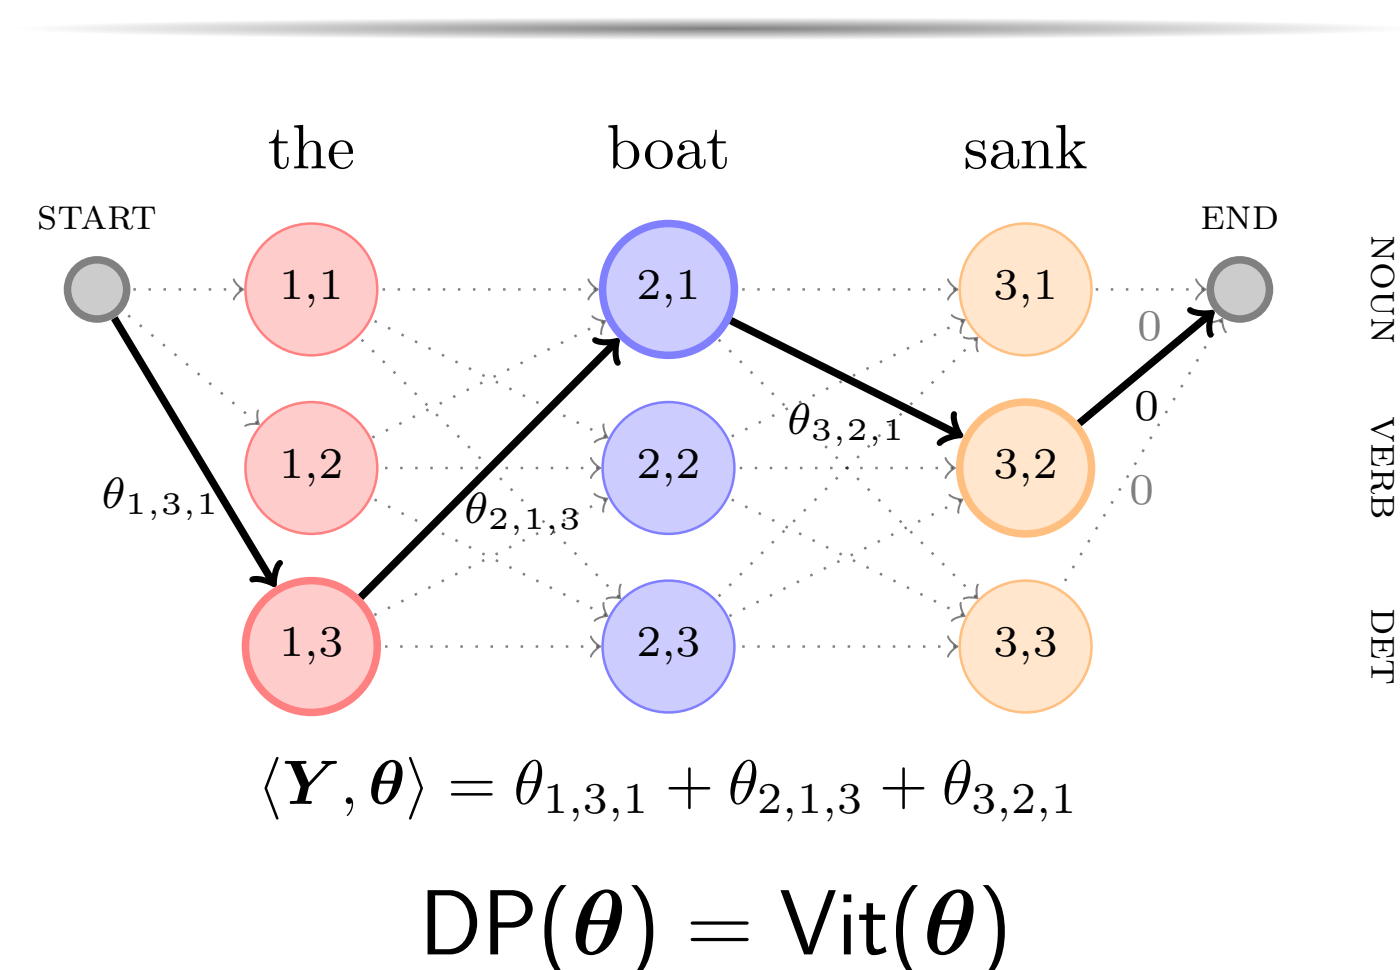 the boat sank
START END
1,1 2,1 3,1 NOUN
0
θ1,3,1 1,2 θ2,1,3 2,2 θ3,2,1 3,2 0 VERB
0
1,3 2,3 3,3 DET
⟨Y, θ⟩ = θ1,3,1 + θ2,1,3 + θ3,2,1
DP(θ) = Vit(θ)